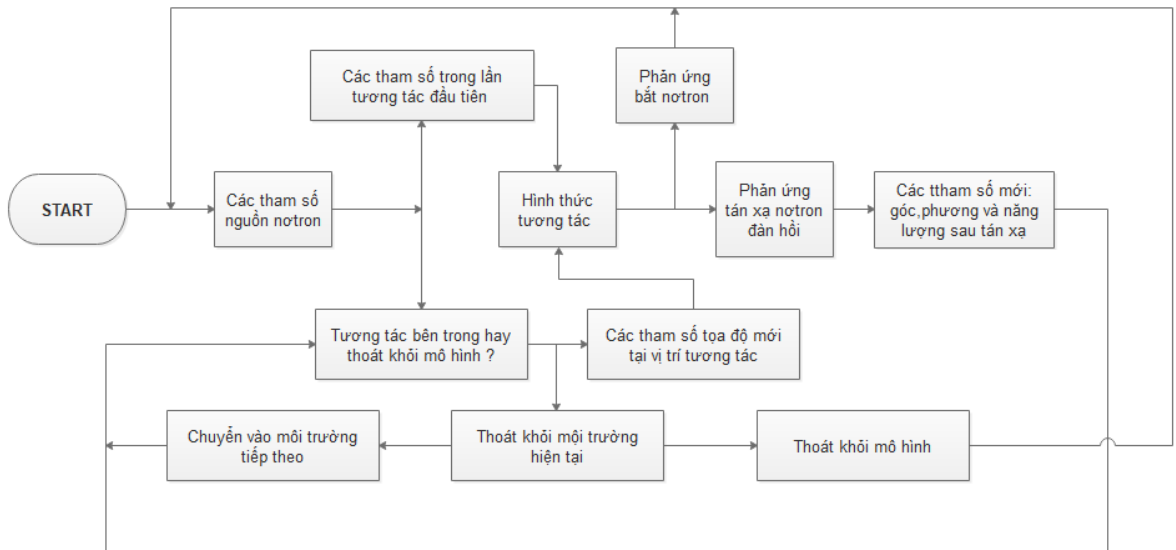 Các tham số trong lần
tương tác đầu tiên
Phản ứng
bắt nơtron
START
Các tham số
nguồn nơtron
Hình thức
tương tác
Phản ứng
tán xạ nơtron
đàn hồi
Các ttham số mới:
góc,phương và năng
lượng sau tán xạ
Tương tác bên trong hay
thoát khỏi mô hình ?
Các tham số tọa độ mới
tại vị trí tương tác
Chuyển vào môi trường
tiếp theo
Thoát khỏi mội trường
hiện tại
Thoát khỏi mô hình